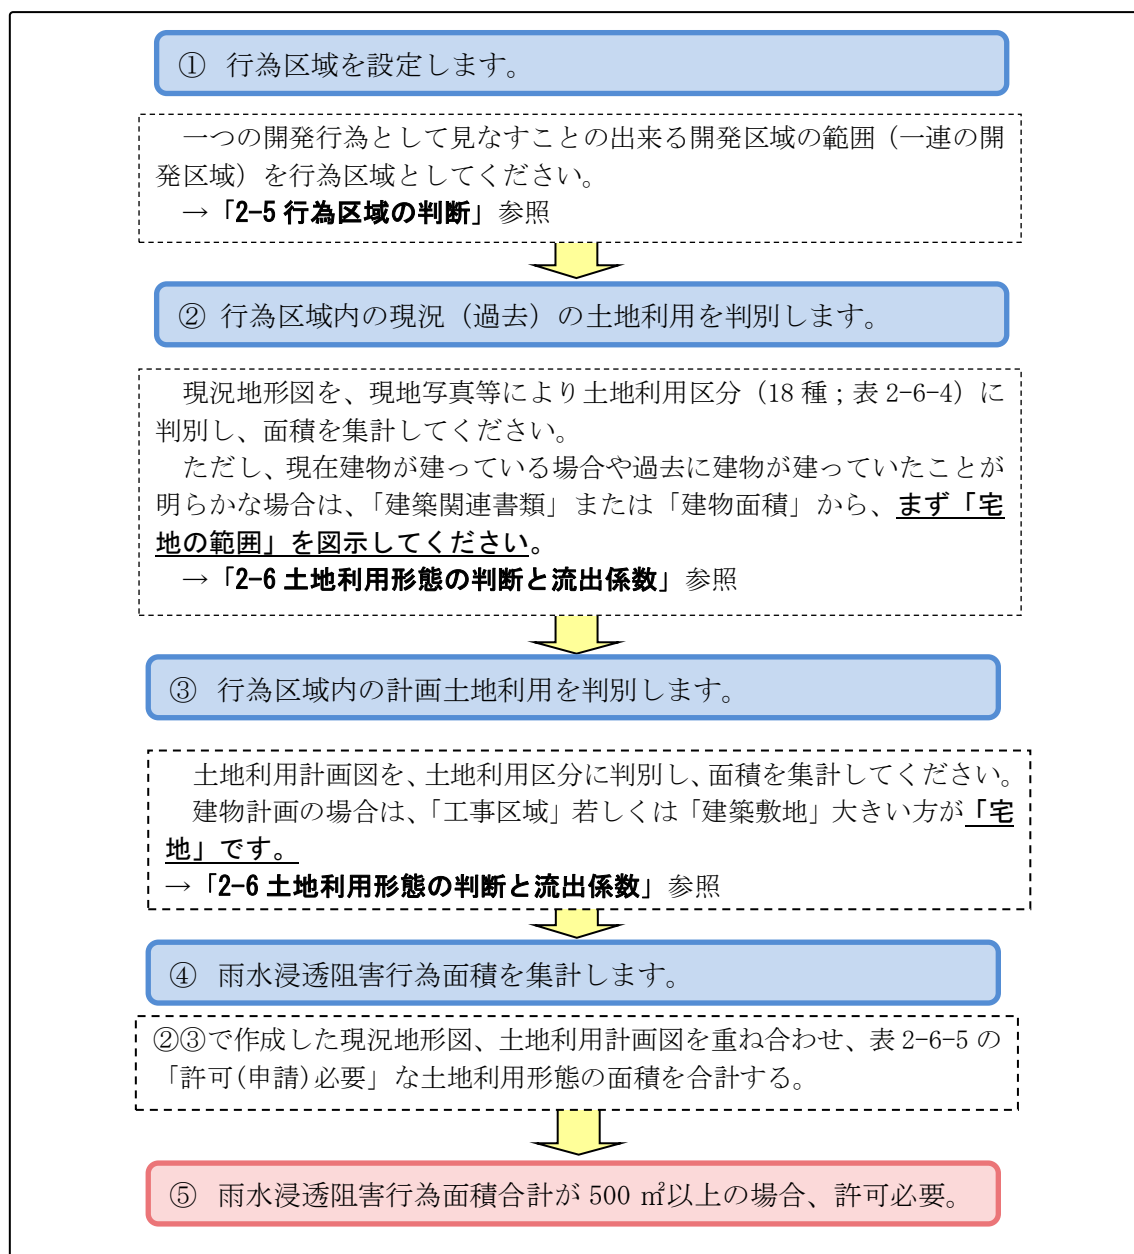 ① 行為区域を設定します。
一つの開発行為として見なすことの出来る開発区域の範囲（一連の開
発区域）を行為区域としてください。
→「2-5 行為区域の判断」参照
② 行為区域内の現況（過去）の土地利用を判別します。
現況地形図を、現地写真等により土地利用区分（18 種；表 2-6-4）に
判別し、面積を集計してください。
ただし、現在建物が建っている場合や過去に建物が建っていたことが
明らかな場合は、「建築関連書類」または「建物面積」から、まず「宅
地の範囲」を図示してください。
→「2-6 土地利用形態の判断と流出係数」参照
③ 行為区域内の計画土地利用を判別します。
土地利用計画図を、土地利用区分に判別し、面積を集計してください。
建物計画の場合は、「工事区域」若しくは「建築敷地」大きい方が「宅
地」です。
→「2-6 土地利用形態の判断と流出係数」参照
④ 雨水浸透阻害行為面積を集計します。
②③で作成した現況地形図、土地利用計画図を重ね合わせ、表 2-6-5 の
「許可(申請)必要」な土地利用形態の面積を合計する。
⑤ 雨水浸透阻害行為面積合計が 500 ㎡以上の場合、許可必要。